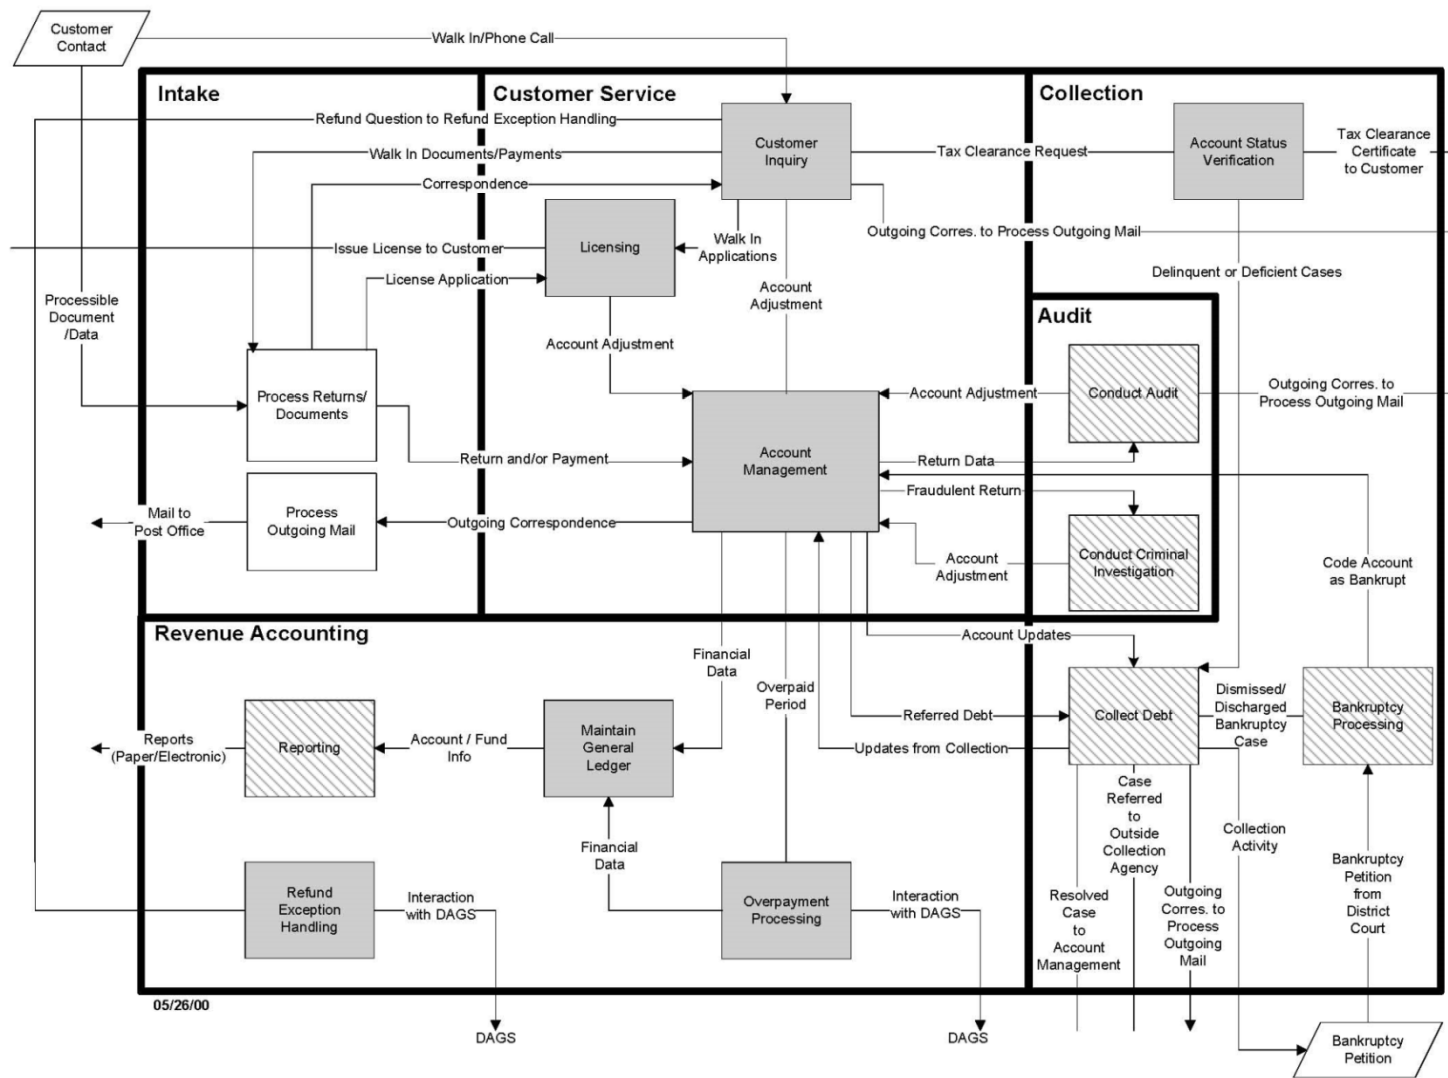 Customer
Contact
Walk In/Phone Call
Intake
Customer Service
Collection
Refund Question to Refund Exception Handling
Customer
Inquiry
Walk In Documents/Payments
Correspondence
Tax Clearance Request
Account Status
Verification
Tax Clearance
Certificate
to Customer
Issue License to Customer
Licensing
Walk In
Applications
Outgoing Corres. to Process Outgoing Mail
License Application
Account
Adjustment
Delinquent or Deficient Cases
Processible
Document
/Data
Account Adjustment
Audit
Process Returns/
Documents
Account Adjustment
Conduct Audit
Outgoing Corres. to
Process Outgoing Mail
Return and/or Payment
Account
Management
Return Data
Fraudulent Return
Mail to
Post Office
Process
Outgoing Mail
Outgoing Correspondence
Account
Adjustment
Conduct Criminal
Investigation
Code Account
as Bankrupt
Revenue Accounting
Account Updates
Financial
Data
Overpaid
Period
Reports
(Paper/Electronic)
Reporting
Account / Fund
Info
Maintain
General
Ledger
Referred Debt
Updates from Collection
Collect Debt
Dismissed/
Discharged
Bankruptcy
Case
Bankruptcy
Processing
Case
Referred
to
Outside
Collection
Agency
Collection
Activity
Financial
Data
Refund
Exception
Handling
Interaction
with DAGS
Overpayment
Processing
Interaction
with DAGS
Resolved
Case
to
Account
Management
Outgoing
Corres. to
Process
Outgoing
Mail
Bankruptcy
Petition
from
District
Court
05/26/00
DAGS
DAGS
Bankruptcy
Petition